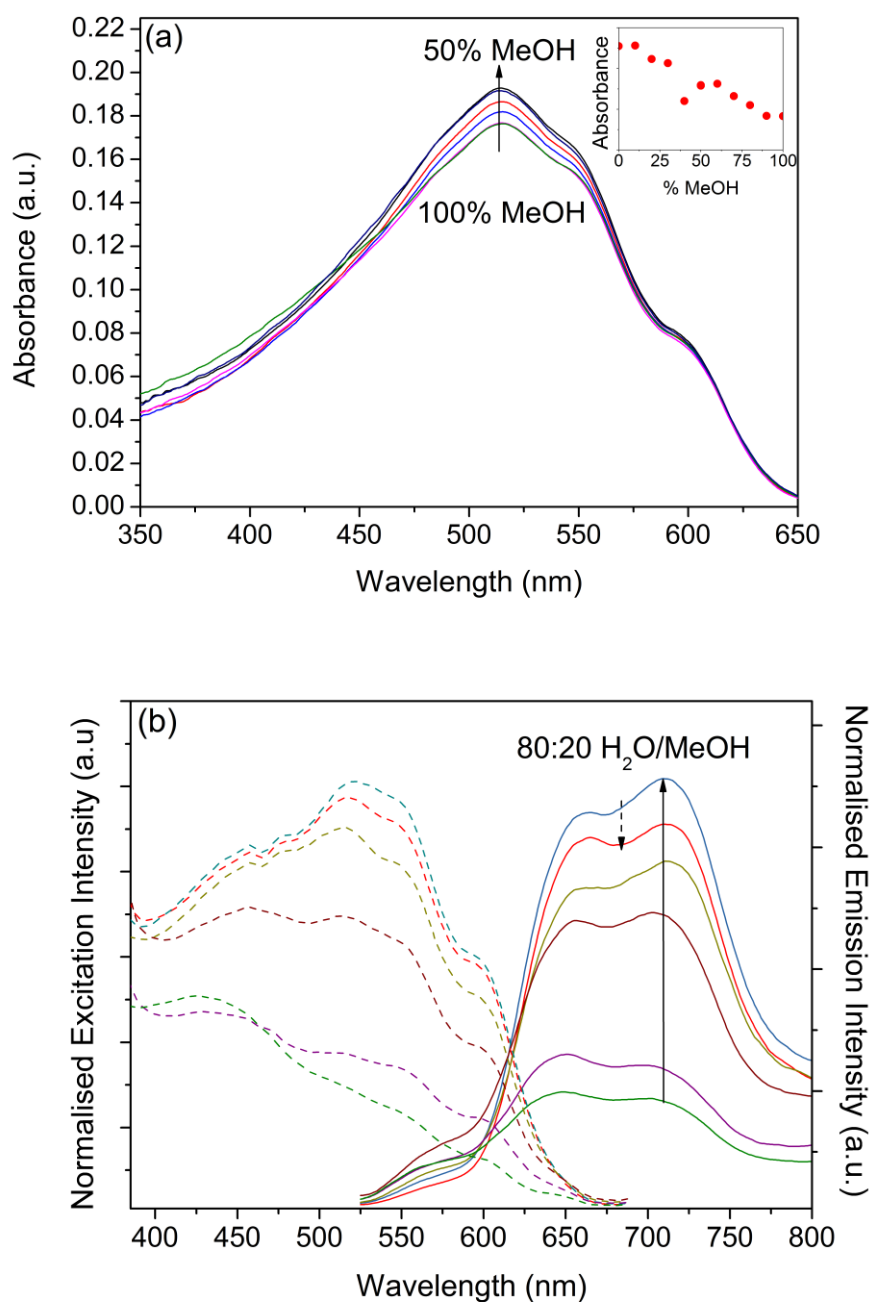 (a)
50% MeOH
100% MeOH
Absorbance (a.u.)
0.22
0.20
0.18
0.16
0.14
0.12
0.10
0.08
0.06
0.04
0.02
0.00
350 400 450 500 550 600 650
Wavelength (nm)
Absorbance
0 25 50 75 100
% MeOH
(b)
80:20 H₂O/MeOH
Normalised Excitation Intensity (a.u)
Normalised Emission Intensity (a.u.)
400 450 500 550 600 650 700 750 800
Wavelength (nm)